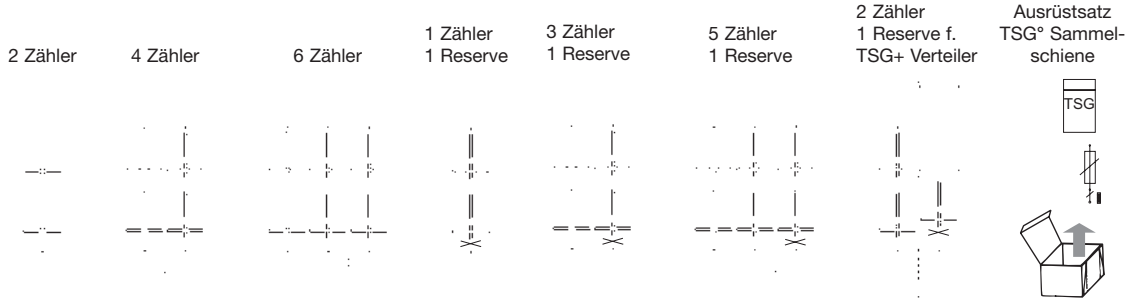 2 Zähler
4 Zähler
6 Zähler
1 Zähler
1 Reserve
3 Zähler
1 Reserve
5 Zähler
1 Reserve
2 Zähler
1 Reserve f.
TSG+ Verteiler
Ausrüstsatz
TSG° Sammel-
schiene
TSG